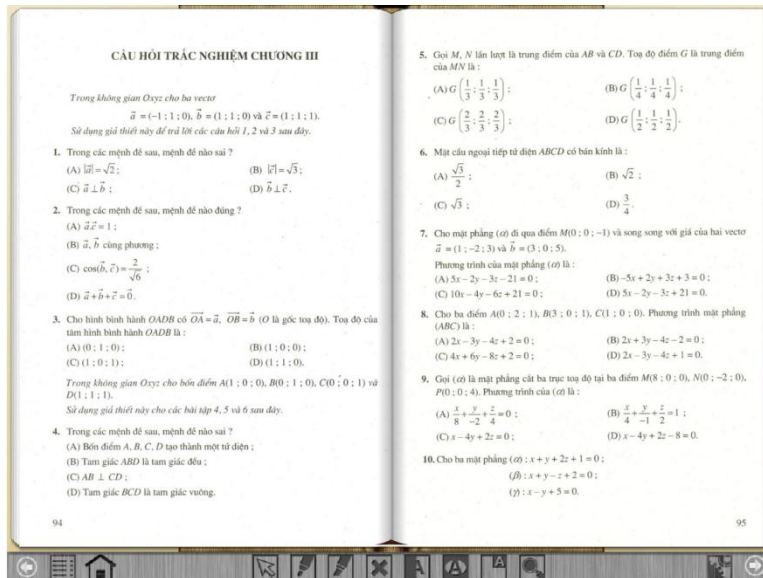 CÂU HỎI TRẮC NGHIỆM CHƯƠNG III
Trong không gian Oxyz cho ba vectơ
a⃗ = (−1 ; 1 ; 0), b⃗ = (1 ; 1 ; 0) và c⃗ = (1 ; 1 ; 1).
Sử dụng giả thiết này để trả lời các câu hỏi 1, 2 và 3 sau đây.
1. Trong các mệnh đề sau, mệnh đề nào sai ?
(A) |a⃗| = √2 ; (B) |c⃗| = √3 ;
(C) a⃗ ⊥ b⃗ ; (D) b⃗ ⊥ c⃗.
2. Trong các mệnh đề sau, mệnh đề nào đúng ?
(A) a⃗.c⃗ = 1 ;
(B) a⃗, b⃗ cùng phương ;
(C) cos(b⃗, c⃗) = 2/√6 ;
(D) a⃗ + b⃗ + c⃗ = 0⃗.
3. Cho hình bình hành OADB có OA⃗ = a⃗, OB⃗ = b⃗ (O là gốc toạ độ). Toạ độ của
tâm hình bình hành OADB là :
(A) (0 ; 1 ; 0) ; (B) (1 ; 0 ; 0) ;
(C) (1 ; 0 ; 1) ; (D) (1 ; 1 ; 0).
Trong không gian Oxyz cho bốn điểm A(1 ; 0 ; 0), B(0 ; 1 ; 0), C(0 ; 0 ; 1) và
D(1 ; 1 ; 1).
Sử dụng giả thiết này cho các bài tập 4, 5 và 6 sau đây.
4. Trong các mệnh đề sau, mệnh đề nào sai ?
(A) Bốn điểm A, B, C, D tạo thành một tứ diện ;
(B) Tam giác ABD là tam giác đều ;
(C) AB ⊥ CD ;
(D) Tam giác BCD là tam giác vuông.
94
5. Gọi M, N lần lượt là trung điểm của AB và CD. Toạ độ điểm G là trung điểm
của MN là :
(A) G (1/3 ; 1/3 ; 1/3) ; (B) G (1/4 ; 1/4 ; 1/4) ;
(C) G (2/3 ; 2/3 ; 2/3) ; (D) G (1/2 ; 1/2 ; 1/2).
6. Mặt cầu ngoại tiếp tứ diện ABCD có bán kính là :
(A) √3/2 ; (B) √2 ;
(C) √3 ; (D) 3/4.
7. Cho mặt phẳng (α) đi qua điểm M(0 ; 0 ; −1) và song song với giá của hai vectơ
a⃗ = (1 ; −2 ; 3) và b⃗ = (3 ; 0 ; 5).
Phương trình của mặt phẳng (α) là :
(A) 5x − 2y − 3z − 21 = 0 ; (B) −5x + 2y + 3z + 3 = 0 ;
(C) 10x − 4y − 6z + 21 = 0 ; (D) 5x − 2y − 3z + 21 = 0.
8. Cho ba điểm A(0 ; 2 ; 1), B(3 ; 0 ; 1), C(1 ; 0 ; 0). Phương trình mặt phẳng
(ABC) là :
(A) 2x − 3y − 4z + 2 = 0 ; (B) 2x + 3y − 4z − 2 = 0 ;
(C) 4x + 6y − 8z + 2 = 0 ; (D) 2x − 3y − 4z + 1 = 0.
9. Gọi (α) là mặt phẳng cắt ba trục toạ độ tại ba điểm M(8 ; 0 ; 0), N(0 ; −2 ; 0),
P(0 ; 0 ; 4). Phương trình của (α) là :
(A) x/8 + y/−2 + z/4 = 0 ; (B) x/4 + y/−1 + z/2 = 1 ;
(C) x − 4y + 2z = 0 ; (D) x − 4y + 2z − 8 = 0.
10. Cho ba mặt phẳng (α) : x + y + 2z + 1 = 0 ;
(β) : x + y − z + 2 = 0 ;
(γ) : x − y + 5 = 0.
95